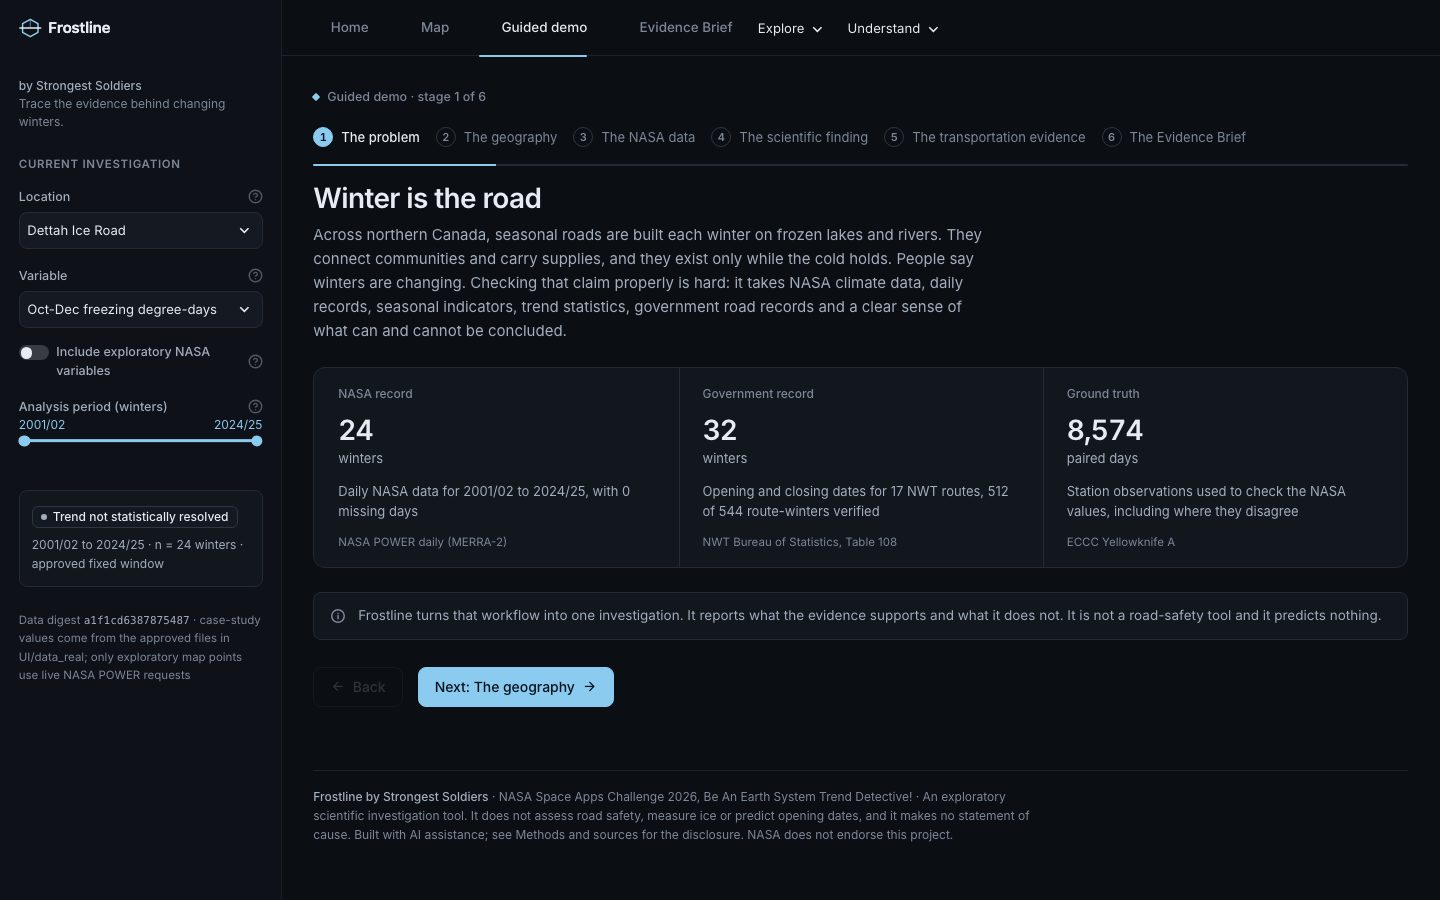 Frostline
by Strongest Soldiers
Trace the evidence behind changing
winters.
CURRENT INVESTIGATION
Location
Dettah Ice Road
Variable
Oct-Dec freezing degree-days
Include exploratory NASA
variables
Analysis period (winters)
2001/02 2024/25
Trend not statistically resolved
2001/02 to 2024/25 · n = 24 winters ·
approved fixed window
Data digest a1f1cd6387875487 · case-study
values come from the approved files in
UI/data_real; only exploratory map points
use live NASA POWER requests
Home Map Guided demo Evidence Brief Explore Understand
Guided demo · stage 1 of 6
1 The problem 2 The geography 3 The NASA data 4 The scientific finding 5 The transportation evidence 6 The Evidence Brief
Winter is the road
Across northern Canada, seasonal roads are built each winter on frozen lakes and rivers. They
connect communities and carry supplies, and they exist only while the cold holds. People say
winters are changing. Checking that claim properly is hard: it takes NASA climate data, daily
records, seasonal indicators, trend statistics, government road records and a clear sense of
what can and cannot be concluded.
NASA record
24
winters
Daily NASA data for 2001/02 to 2024/25, with 0
missing days
NASA POWER daily (MERRA-2)
Government record
32
winters
Opening and closing dates for 17 NWT routes, 512
of 544 route-winters verified
NWT Bureau of Statistics, Table 108
Ground truth
8,574
paired days
Station observations used to check the NASA
values, including where they disagree
ECCC Yellowknife A
Frostline turns that workflow into one investigation. It reports what the evidence supports and what it does not. It is not a road-safety tool and it predicts nothing.
← Back
Next: The geography →
Frostline by Strongest Soldiers · NASA Space Apps Challenge 2026, Be An Earth System Trend Detective! · An exploratory
scientific investigation tool. It does not assess road safety, measure ice or predict opening dates, and it makes no statement of
cause. Built with AI assistance; see Methods and sources for the disclosure. NASA does not endorse this project.